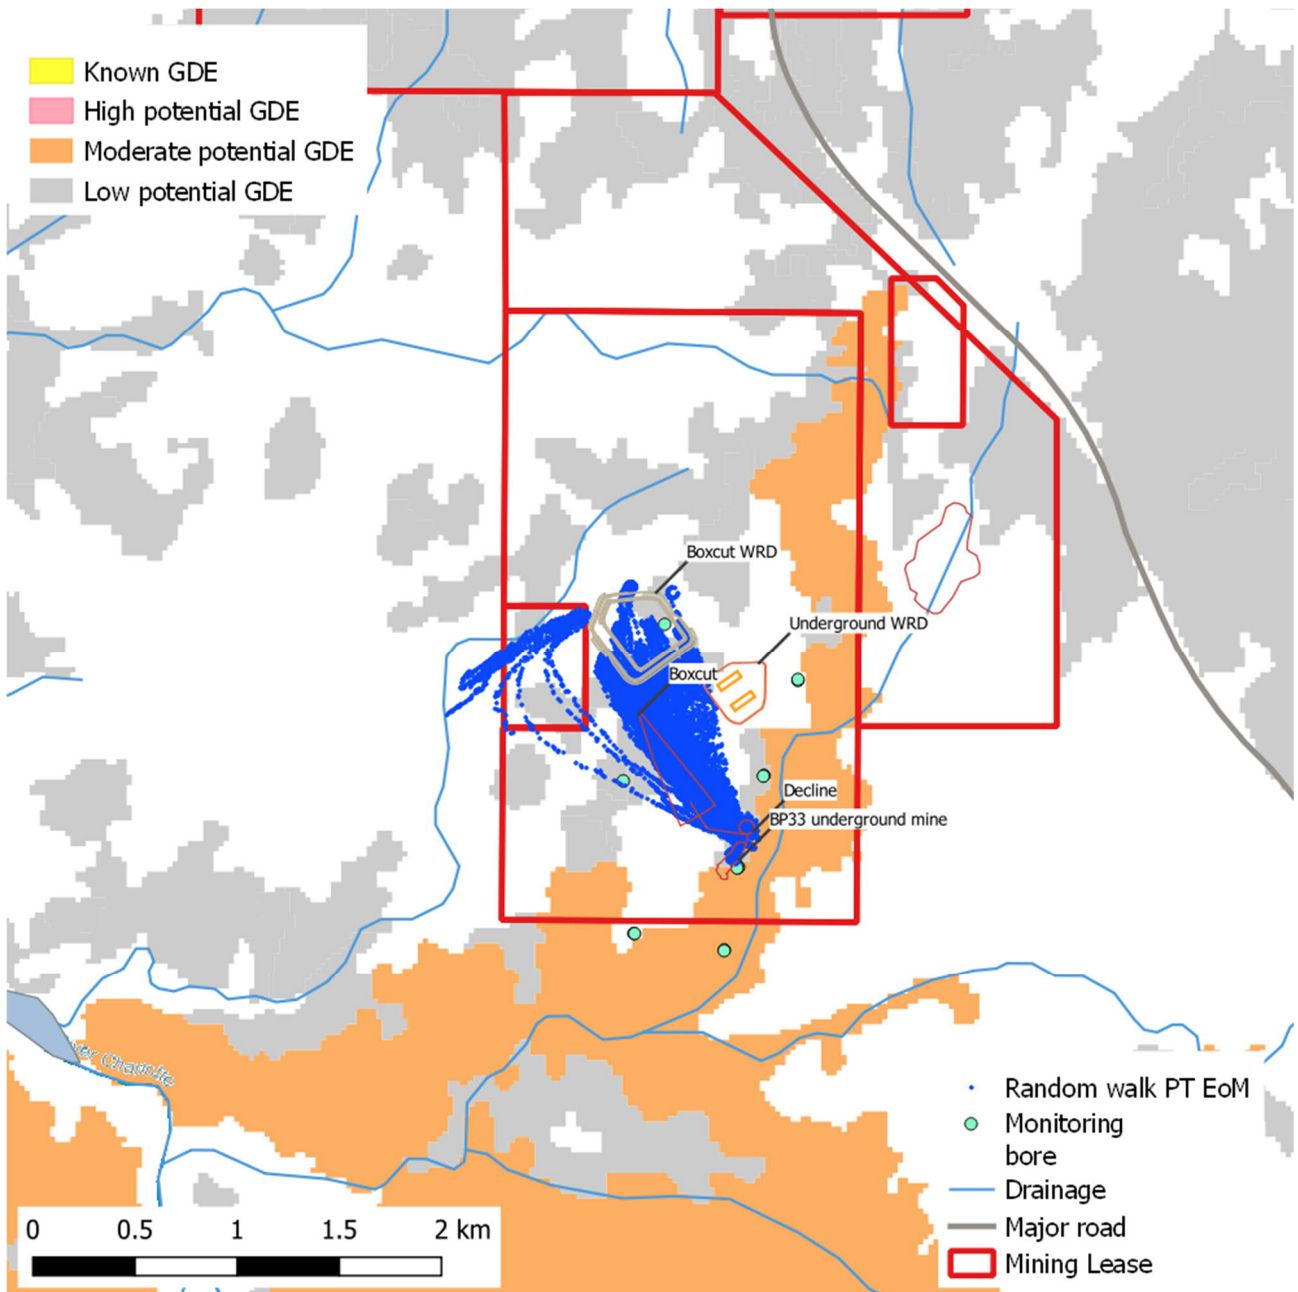 Known GDE
High potential GDE
Moderate potential GDE
Low potential GDE
Boxcut WRD
Underground WRD
Boxcut
Decline
BP33 underground mine
Charlotte
Random walk PT EoM
Monitoring
bore
Drainage
Major road
Mining Lease
0 0.5 1 1.5 2 km